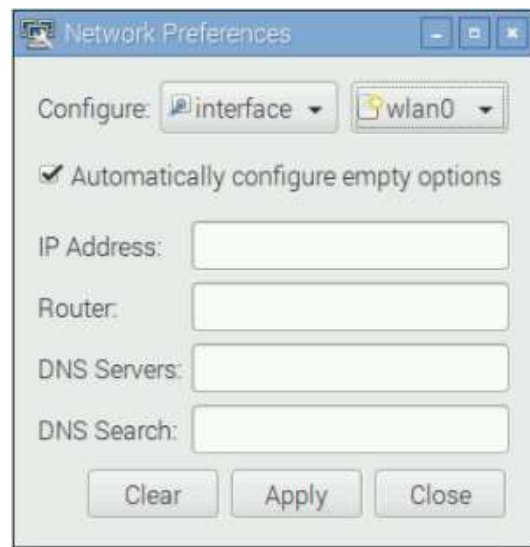 Network Preferences
Configure: interface wlan0
Automatically configure empty options
IP Address:
Router:
DNS Servers:
DNS Search:
Clear Apply Close